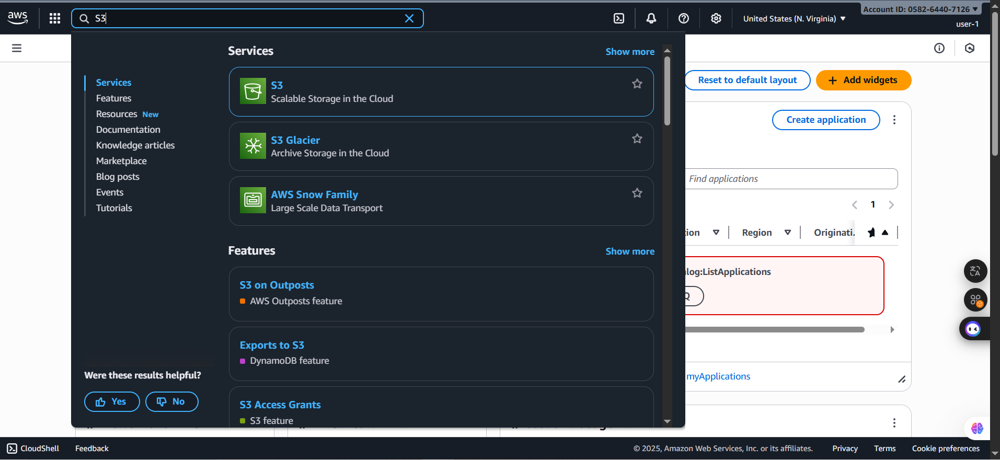 aws
S3
United States (N. Virginia)
Account ID: 0582-6440-7126
user-1
Services
Features
Resources New
Documentation
Knowledge articles
Marketplace
Blog posts
Events
Tutorials
Were these results helpful?
Yes
No
Services
Show more
S3
Scalable Storage in the Cloud
S3 Glacier
Archive Storage in the Cloud
AWS Snow Family
Large Scale Data Transport
Features
Show more
S3 on Outposts
AWS Outposts feature
Exports to S3
DynamoDB feature
S3 Access Grants
S3 feature
Reset to default layout
Add widgets
Create application
Find applications
1
tion
Region
Originati.
alog:ListApplications
Q
myApplications
CloudShell
Feedback
© 2025, Amazon Web Services, Inc. or its affiliates.
Privacy
Terms
Cookie preferences